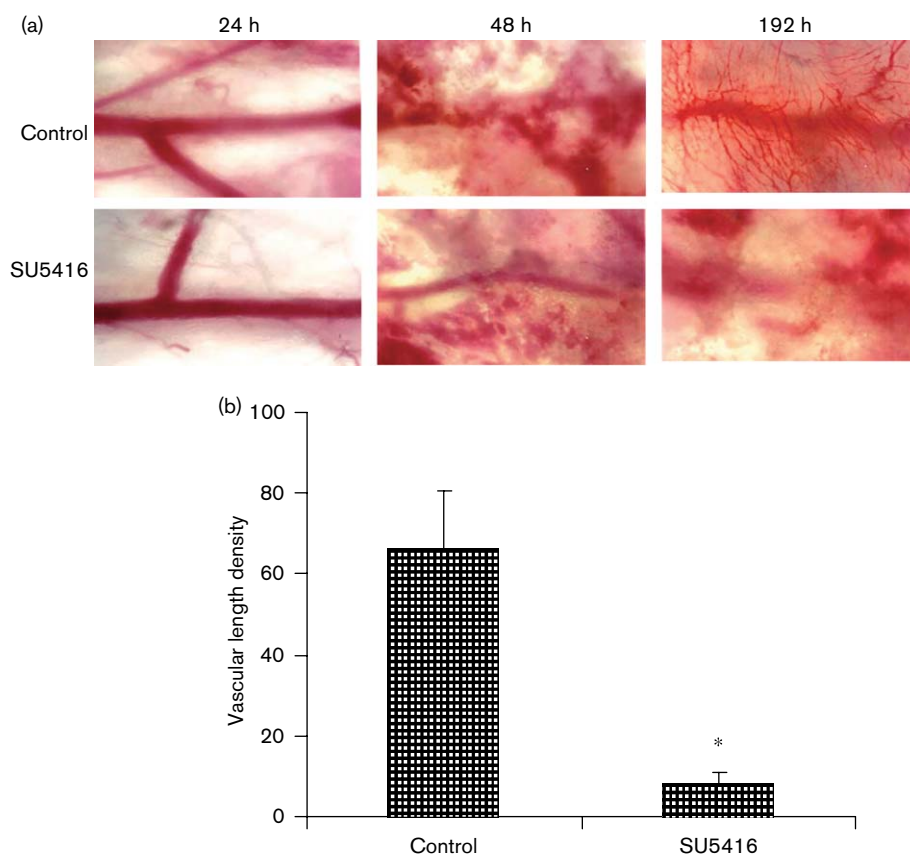 (a)
24 h
48 h
192 h
Control
SU5416
(b)
100
80
60
40
20
0
Vascular length density
*
Control
SU5416